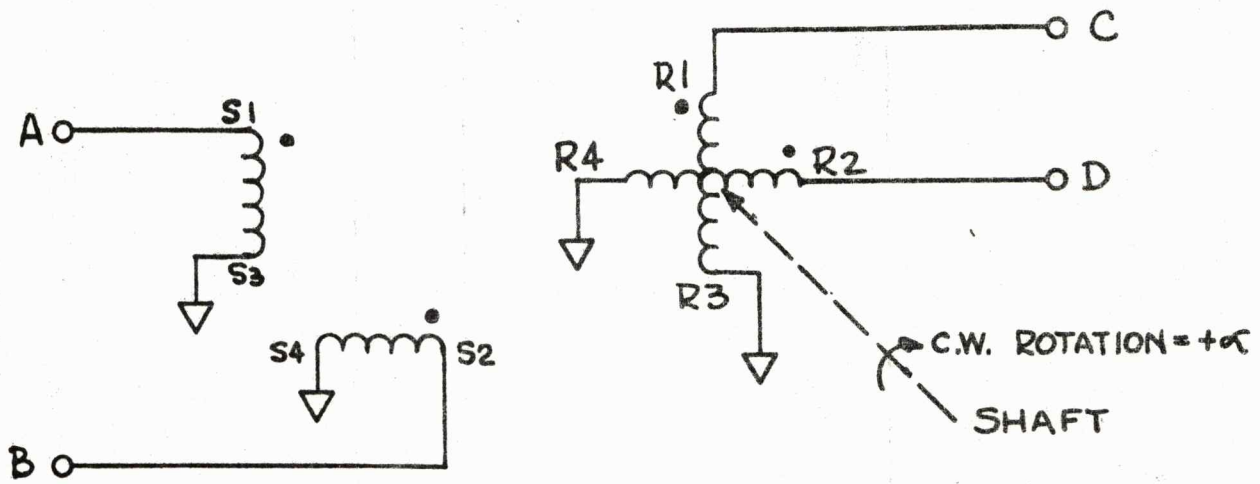 C
R1
S1
A
R4
R2
D
S3
R3
S4
S2
C.W. ROTATION = +α
SHAFT
B